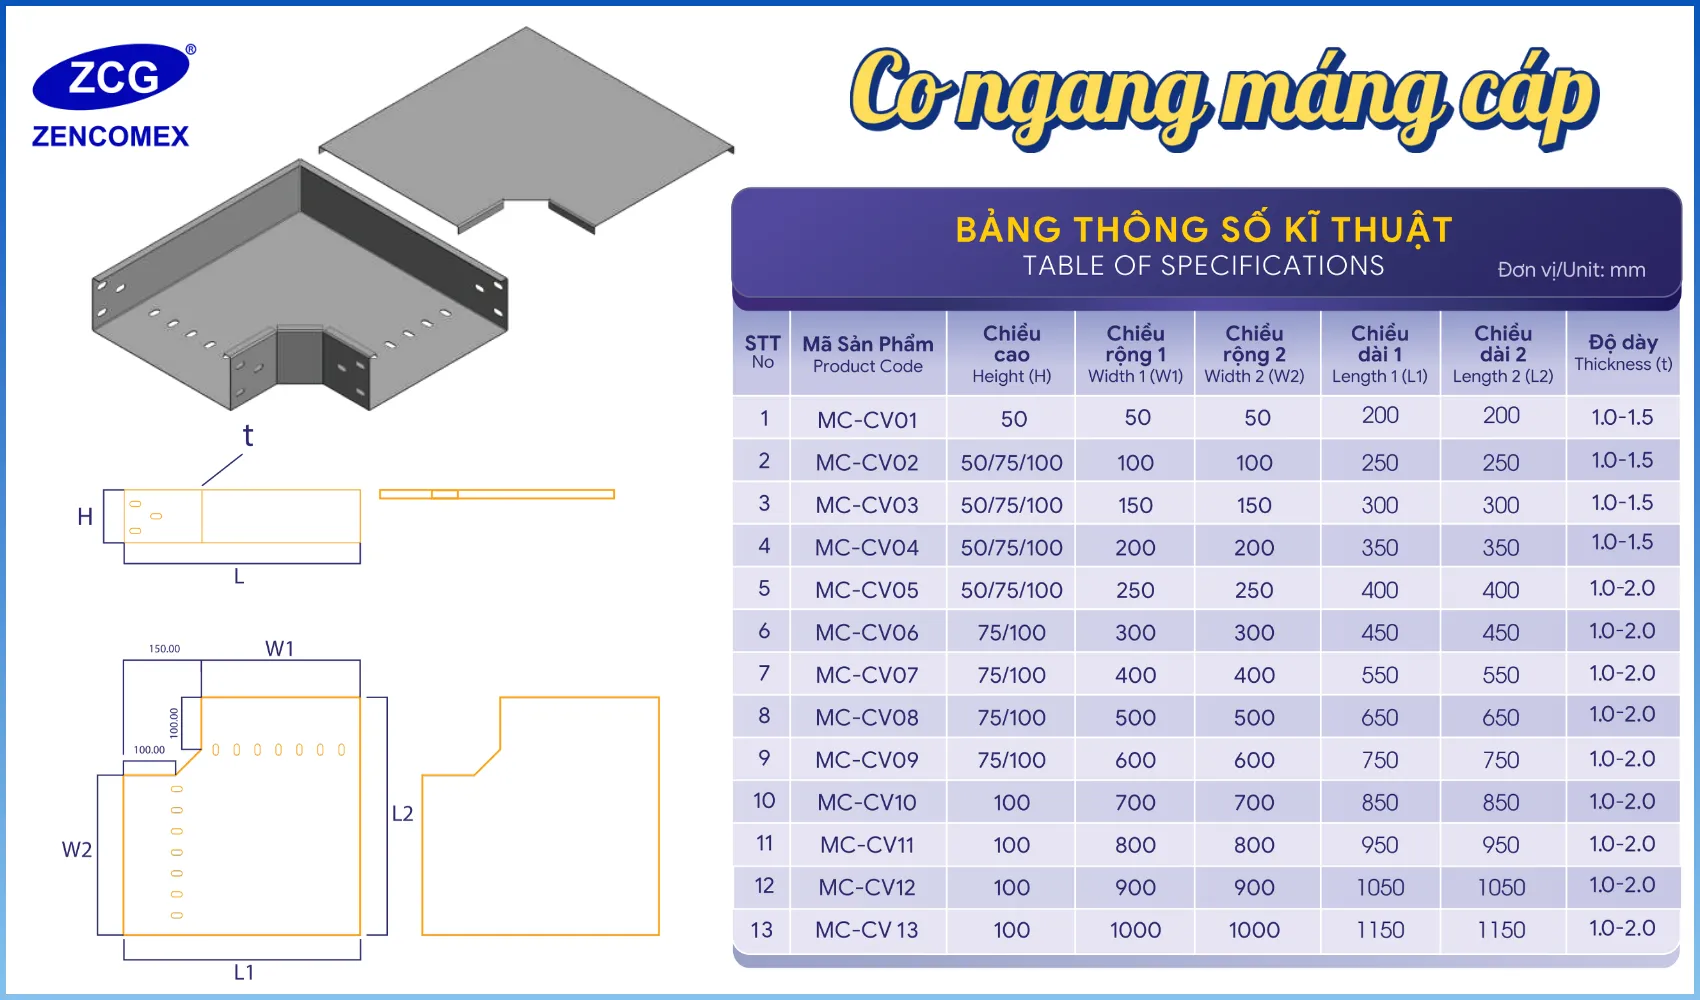 ZCG®
ZENCOMEX
Co ngang máng cáp
BẢNG THÔNG SỐ KĨ THUẬT
TABLE OF SPECIFICATIONS
Đơn vị/Unit: mm
STT No | Mã Sản Phẩm Product Code | Chiều cao Height (H) | Chiều rộng 1 Width 1 (W1) | Chiều rộng 2 Width 2 (W2) | Chiều dài 1 Length 1 (L1) | Chiều dài 2 Length 2 (L2) | Độ dày Thickness (t)
1 | MC-CV01 | 50 | 50 | 50 | 200 | 200 | 1.0-1.5
2 | MC-CV02 | 50/75/100 | 100 | 100 | 250 | 250 | 1.0-1.5
3 | MC-CV03 | 50/75/100 | 150 | 150 | 300 | 300 | 1.0-1.5
4 | MC-CV04 | 50/75/100 | 200 | 200 | 350 | 350 | 1.0-1.5
5 | MC-CV05 | 50/75/100 | 250 | 250 | 400 | 400 | 1.0-2.0
6 | MC-CV06 | 75/100 | 300 | 300 | 450 | 450 | 1.0-2.0
7 | MC-CV07 | 75/100 | 400 | 400 | 550 | 550 | 1.0-2.0
8 | MC-CV08 | 75/100 | 500 | 500 | 650 | 650 | 1.0-2.0
9 | MC-CV09 | 75/100 | 600 | 600 | 750 | 750 | 1.0-2.0
10 | MC-CV10 | 100 | 700 | 700 | 850 | 850 | 1.0-2.0
11 | MC-CV11 | 100 | 800 | 800 | 950 | 950 | 1.0-2.0
12 | MC-CV12 | 100 | 900 | 900 | 1050 | 1050 | 1.0-2.0
13 | MC-CV 13 | 100 | 1000 | 1000 | 1150 | 1150 | 1.0-2.0
t
H
L
150.00
W1
100.00
100.00
L2
W2
L1